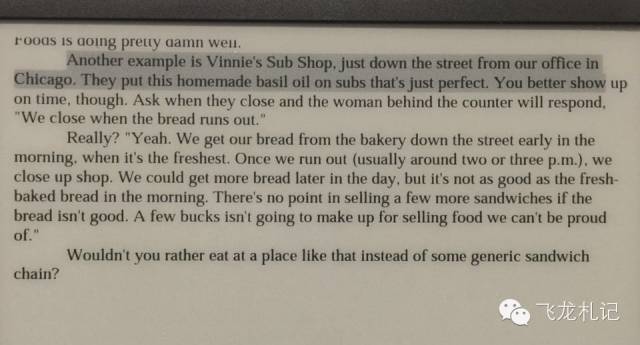 Foods is doing pretty damn well.
Another example is Vinnie's Sub Shop, just down the street from our office in
Chicago. They put this homemade basil oil on subs that's just perfect. You better show up
on time, though. Ask when they close and the woman behind the counter will respond,
"We close when the bread runs out."
Really? "Yeah. We get our bread from the bakery down the street early in the
morning, when it's the freshest. Once we run out (usually around two or three p.m.), we
close up shop. We could get more bread later in the day, but it's not as good as the fresh-
baked bread in the morning. There's no point in selling a few more sandwiches if the
bread isn't good. A few bucks isn't going to make up for selling food we can't be proud
of."
Wouldn't you rather eat at a place like that instead of some generic sandwich
chain?
飞龙札记